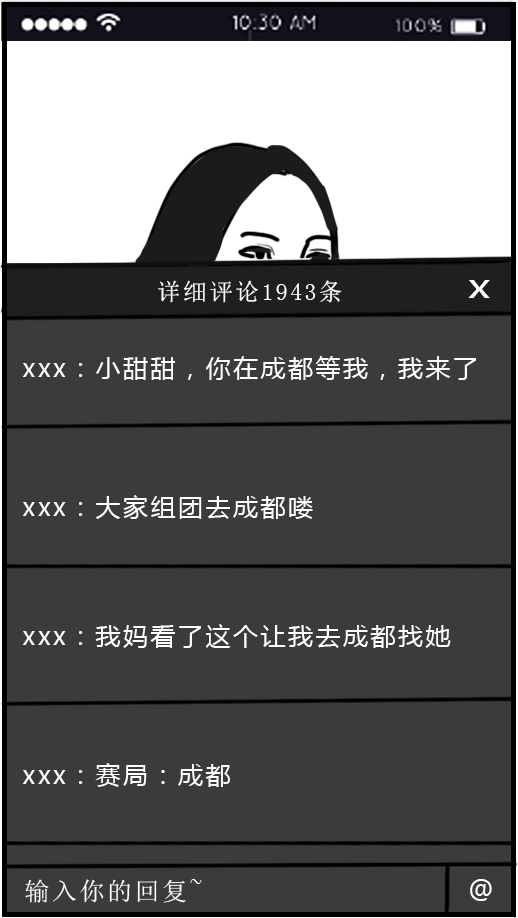 10:30 AM
100%
详细评论1943条
X
xxx：小甜甜，你在成都等我，我来了
xxx：大家组团去成都喽
xxx：我妈看了这个让我去成都找她
xxx：赛局：成都
输入你的回复~
@